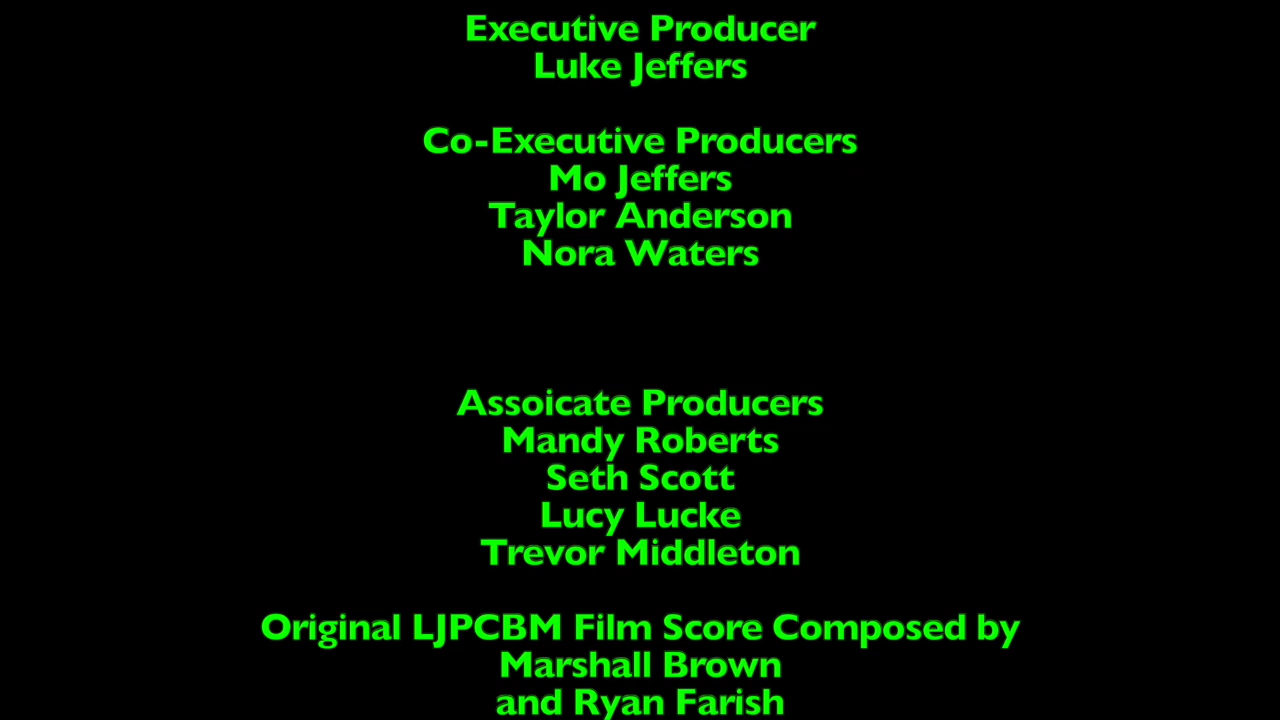 Executive Producer
Luke Jeffers
Co-Executive Producers
Mo Jeffers
Taylor Anderson
Nora Waters
Assoicate Producers
Mandy Roberts
Seth Scott
Lucy Lucke
Trevor Middleton
Original LJPCBM Film Score Composed by
Marshall Brown
and Ryan Farish